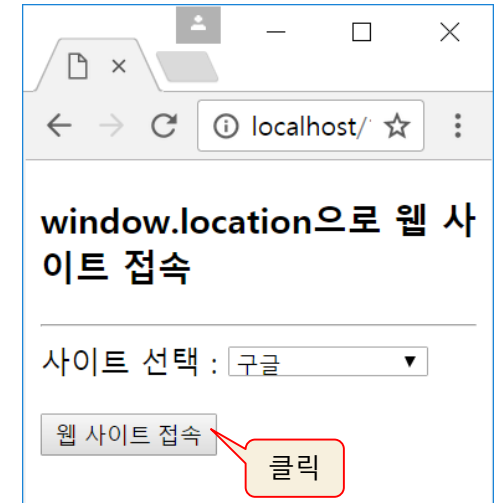 localhost/
window.location으로 웹 사
이트 접속
사이트 선택 : 구글
웹 사이트 접속
클릭